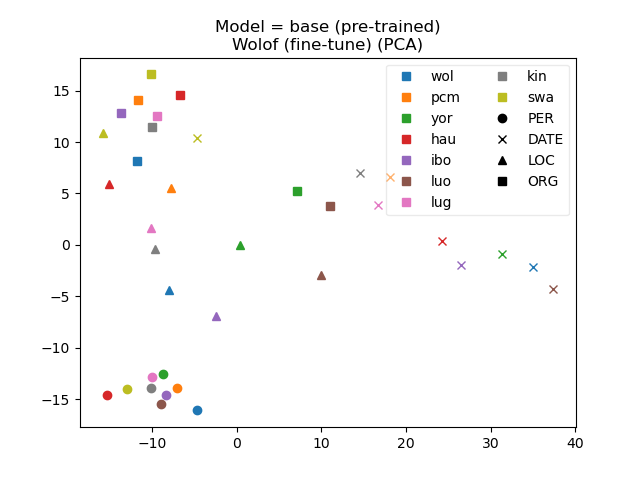 Model = base (pre-trained)
Wolof (fine-tune) (PCA)
wol
pcm
yor
hau
ibo
luo
lug
kin
swa
PER
DATE
LOC
ORG
15
10
5
0
−5
−10
−15
−10 0 10 20 30 40